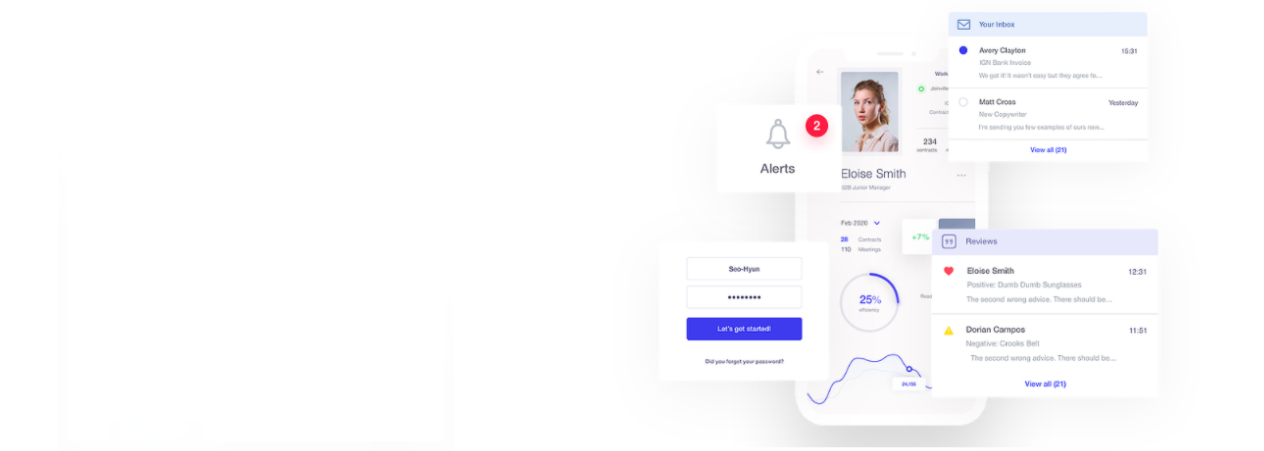 Your Inbox
Avery Clayton 15:31
IGN Bank Invoice
We got it! It wasn't easy but they agree fo...
Matt Cross Yesterday
New Copywriter
I'm sending you few examples of ours new...
View all (21)
2
Alerts
Work
234
contracts
Eloise Smith
B2B Junior Manager
Feb 2020
28 Contracts
110 Meetings
+7%
25%
efficiency
24/05
Soo-Hyun
Let's get started!
Did you forget your password?
Reviews
Eloise Smith 12:31
Positive: Dumb Dumb Sunglasses
The second wrong advice. There should be...
Dorian Campos 11:51
Negative: Crooks Belt
The second wrong advice. There should be...
View all (21)